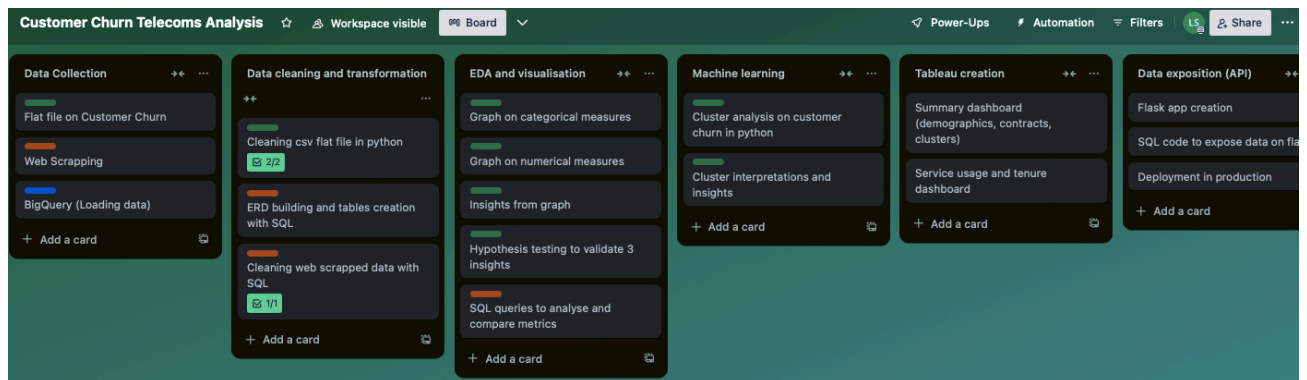 Customer Churn Telecoms Analysis
Workspace visible
Board
Power-Ups
Automation
Filters
LS
Share
Data Collection
Flat file on Customer Churn
Web Scrapping
BigQuery (Loading data)
+ Add a card
Data cleaning and transformation
Cleaning csv flat file in python
2/2
ERD building and tables creation
with SQL
Cleaning web scrapped data with
SQL
1/1
+ Add a card
EDA and visualisation
Graph on categorical measures
Graph on numerical measures
Insights from graph
Hypothesis testing to validate 3
insights
SQL queries to analyse and
compare metrics
+ Add a card
Machine learning
Cluster analysis on customer
churn in python
Cluster interpretations and
insights
+ Add a card
Tableau creation
Summary dashboard
(demographics, contracts,
clusters)
Service usage and tenure
dashboard
+ Add a card
Data exposition (API)
Flask app creation
SQL code to expose data on fla
Deployment in production
+ Add a card